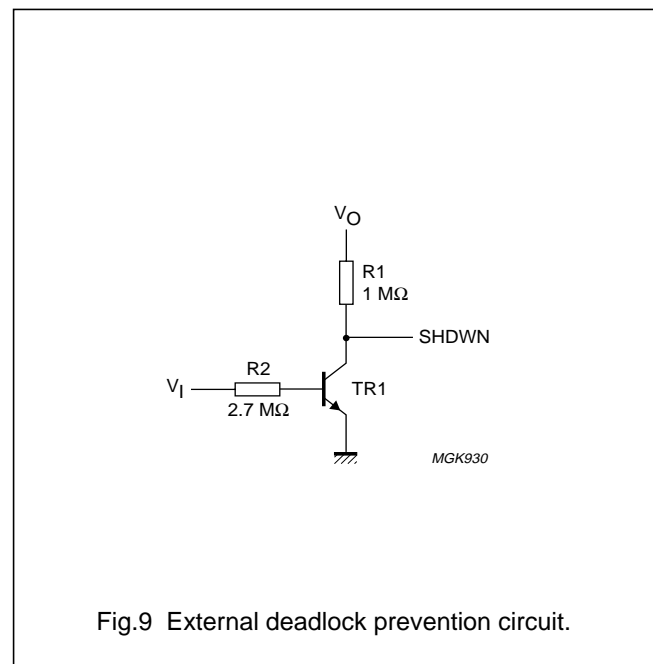 VO
R1
1 MΩ
SHDWN
R2
VI
TR1
2.7 MΩ
MGK930
Fig.9 External deadlock prevention circuit.